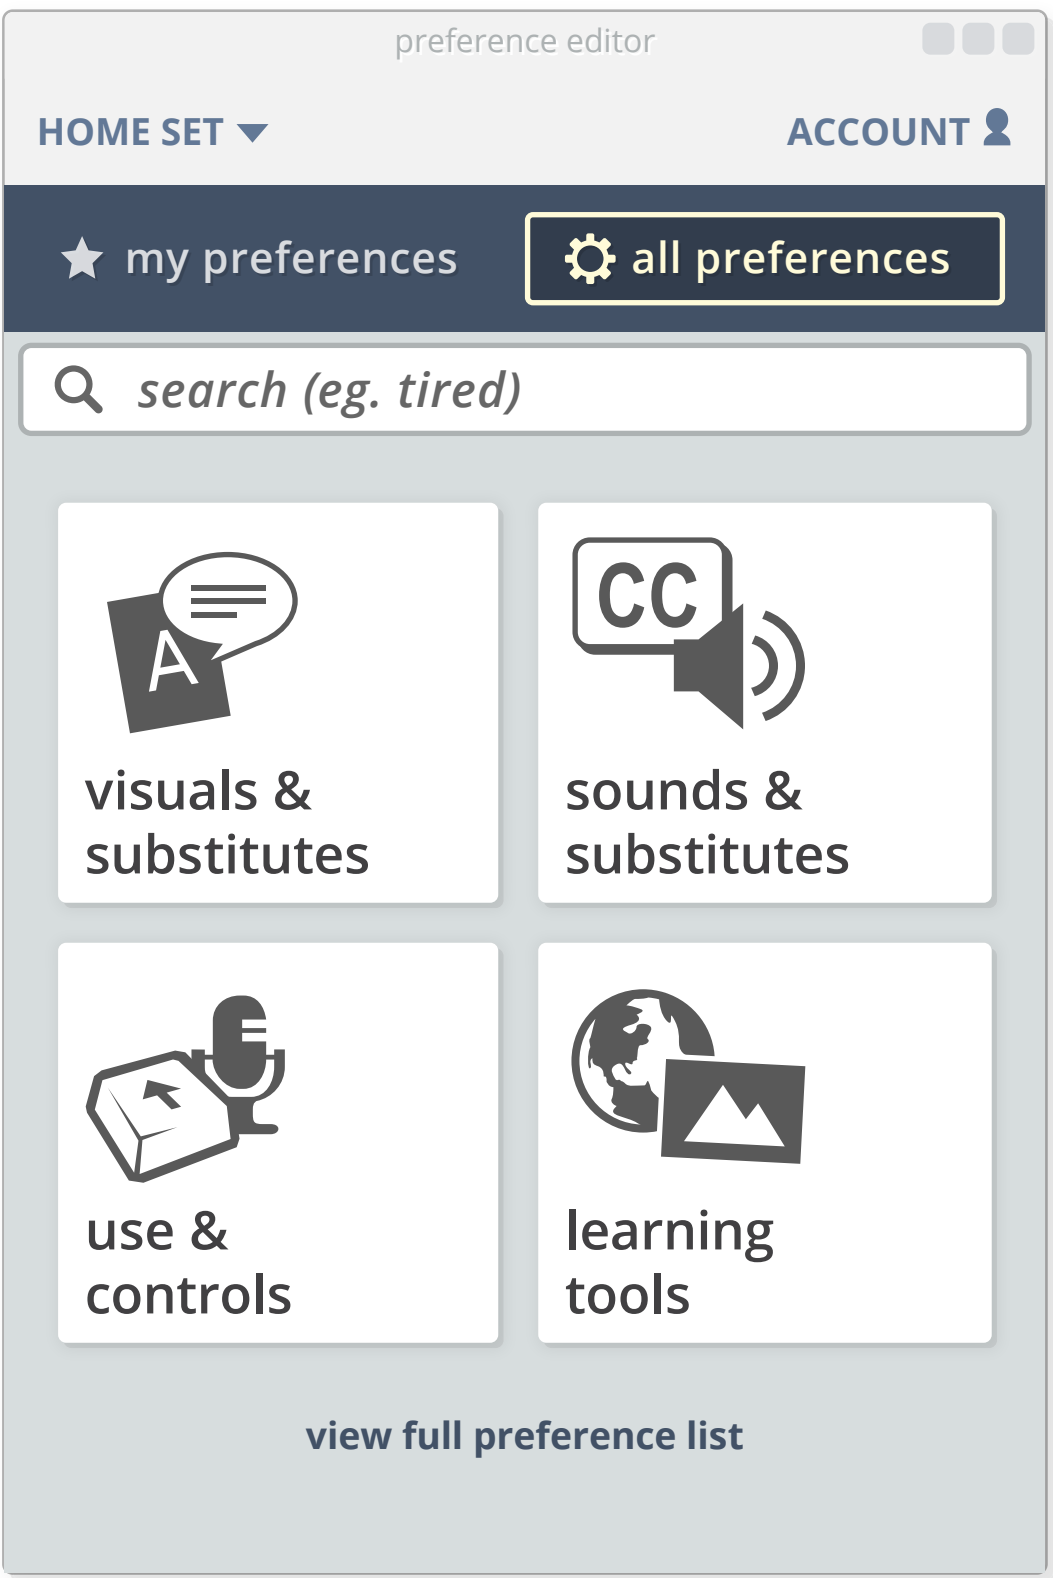 preference editor
HOME SET
ACCOUNT
my preferences
all preferences
search (eg. tired)
A
visuals &
substitutes
CC
sounds &
substitutes
use &
controls
learning
tools
view full preference list